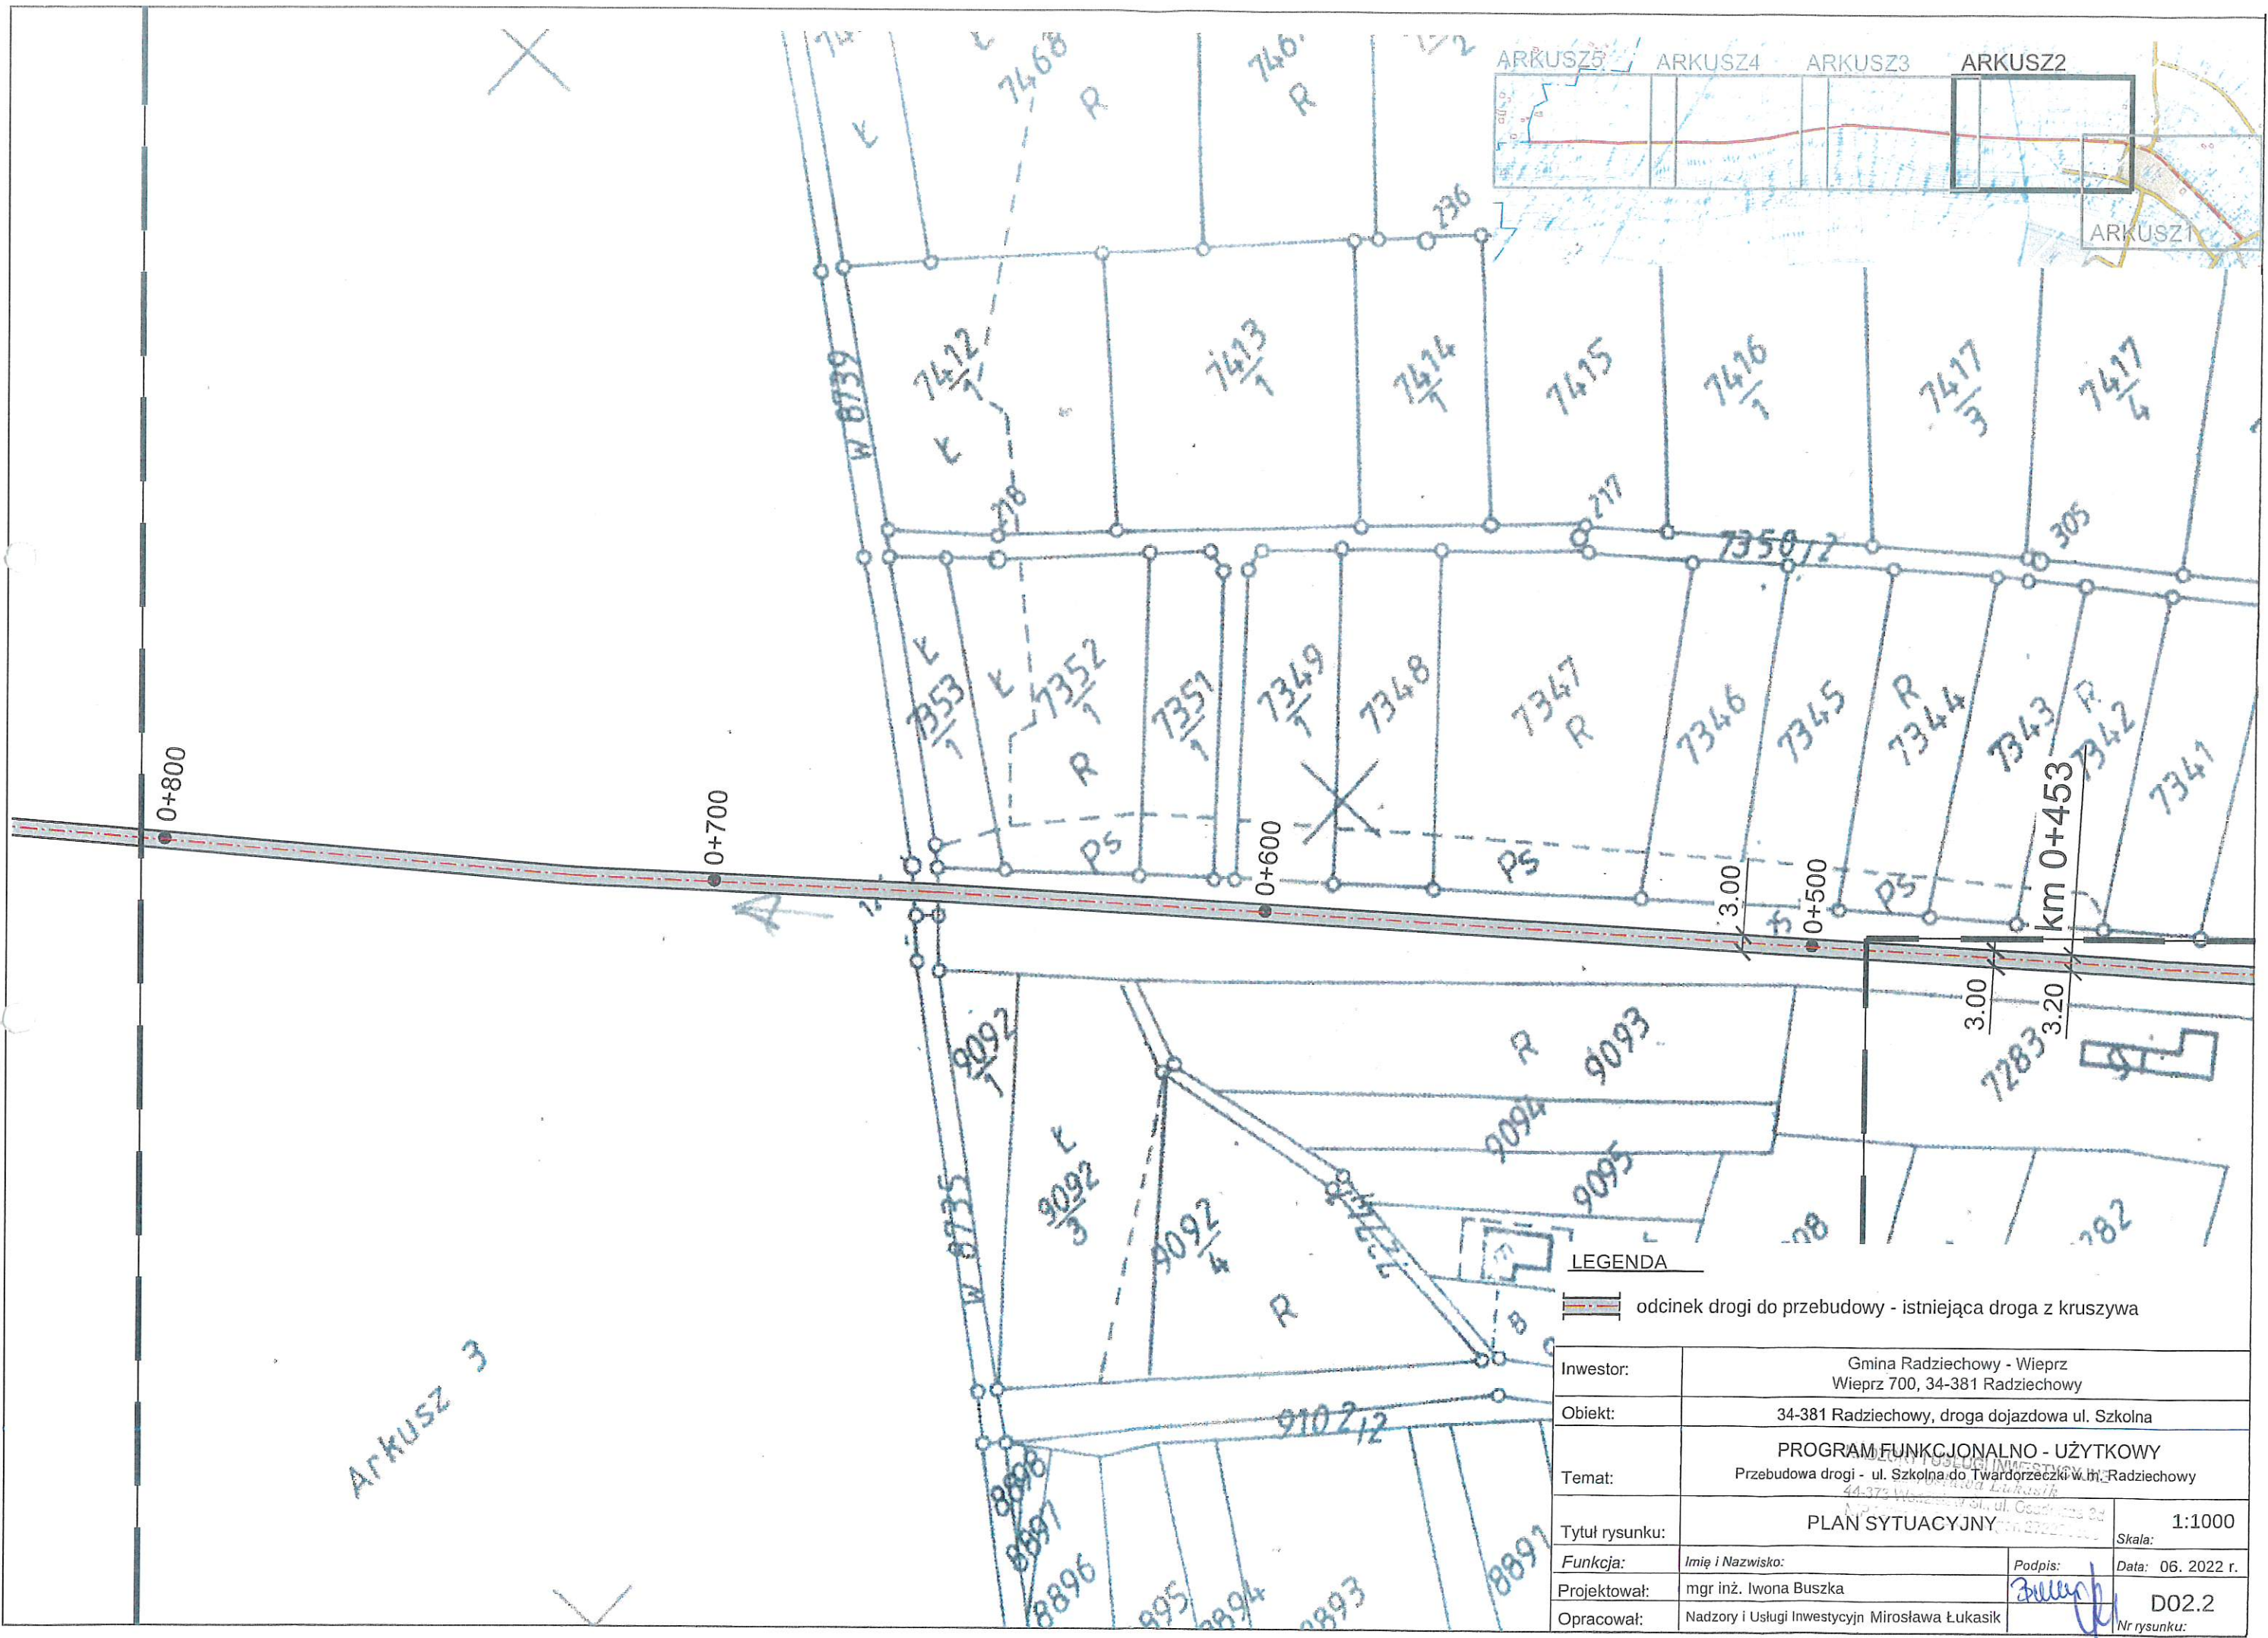 ARKUSZ5
ARKUSZ4
ARKUSZ3
ARKUSZ2
ARKUSZ1
7468
R
R
Ł
236
W 8739
7412
1
Ł
7413
1
7414
1
7415
7416
1
7417
3
7417
4
218
217
7350/2
305
Ł
7353
1
Ł
7352
1
R
7351
1
7349
1
7348
7347
R
7346
7345
R
7344
7343
R
7342
7341
0+800
0+700
0+600
0+500
km 0+453
Ps
Ps
Ps
3.00
3.00
3.20
9092
1
Ł
9092
3
9092
4
R
R
9093
9094
9095
7283
W 8735
9102/2
8898
8897
8896
8891
B
Arkusz 3
LEGENDA
odcinek drogi do przebudowy - istniejąca droga z kruszywa
Inwestor:
Gmina Radziechowy - Wieprz
Wieprz 700, 34-381 Radziechowy
Obiekt:
34-381 Radziechowy, droga dojazdowa ul. Szkolna
Temat:
PROGRAM FUNKCJONALNO - UŻYTKOWY
Przebudowa drogi - ul. Szkolna do Twardorzeczki w m. Radziechowy
Tytuł rysunku:
PLAN SYTUACYJNY
Skala:
1:1000
Funkcja:
Imię i Nazwisko:
Podpis:
Data: 06. 2022 r.
Projektował:
mgr inż. Iwona Buszka
Opracował:
Nadzory i Usługi Inwestycyjn Mirosława Łukasik
D02.2
Nr rysunku: